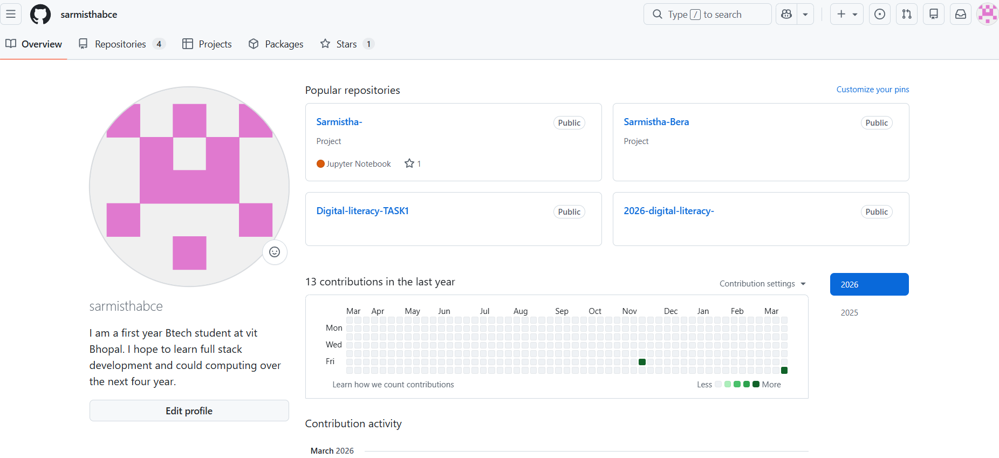 sarmisthabce
Type / to search
Overview
Repositories 4
Projects
Packages
Stars 1
sarmisthabce
I am a first year Btech student at vit
Bhopal. I hope to learn full stack
development and could computing over
the next four year.
Edit profile
Popular repositories
Customize your pins
Sarmistha-
Public
Project
Jupyter Notebook
1
Sarmistha-Bera
Public
Project
Digital-literacy-TASK1
Public
2026-digital-literacy-
Public
13 contributions in the last year
Contribution settings
2026
2025
Mar Apr May Jun Jul Aug Sep Oct Nov Dec Jan Feb Mar
Mon
Wed
Fri
Learn how we count contributions
Less More
Contribution activity
March 2026